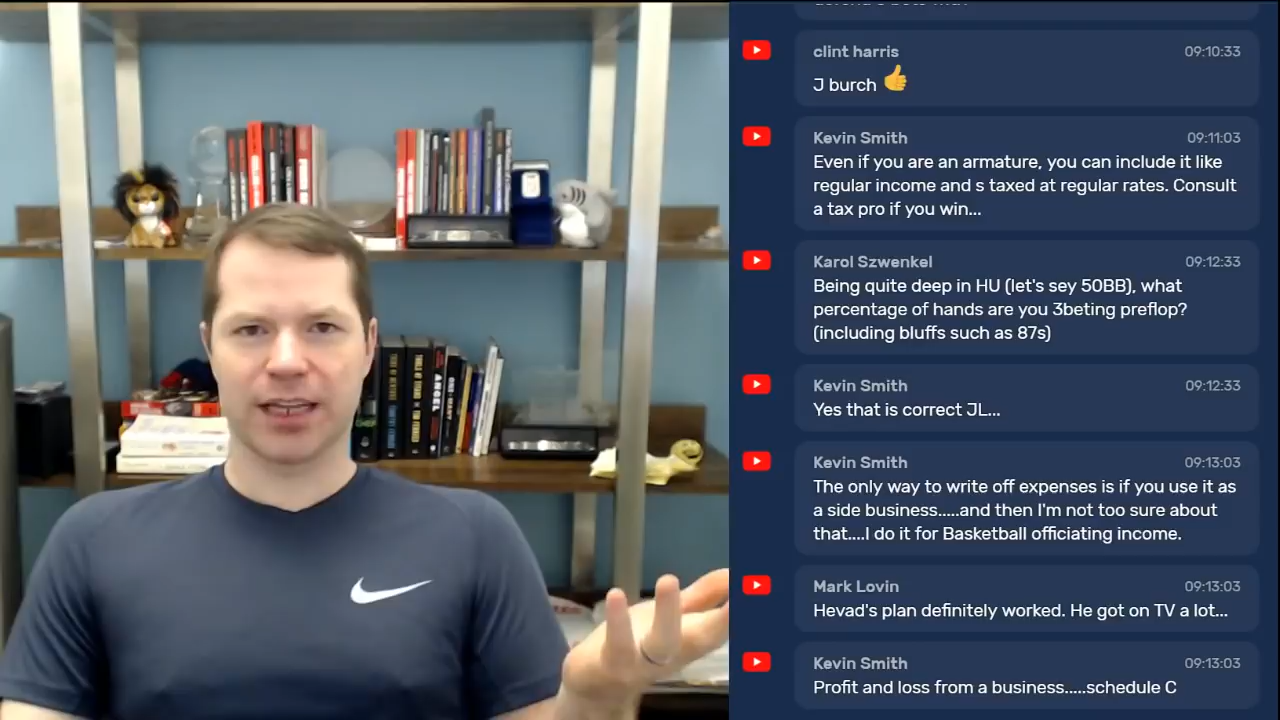 clint harris
09:10:33
J burch 👍
Kevin Smith
09:11:03
Even if you are an armature, you can include it like
regular income and s taxed at regular rates. Consult
a tax pro if you win...
Karol Szwenkel
09:12:33
Being quite deep in HU (let's sey 50BB), what
percentage of hands are you 3beting preflop?
(including bluffs such as 87s)
Kevin Smith
09:12:33
Yes that is correct JL...
Kevin Smith
09:13:03
The only way to write off expenses is if you use it as
a side business.....and then I'm not too sure about
that....I do it for Basketball officiating income.
Mark Lovin
09:13:03
Hevad's plan definitely worked. He got on TV a lot...
Kevin Smith
09:13:03
Profit and loss from a business.....schedule C
ANGEL